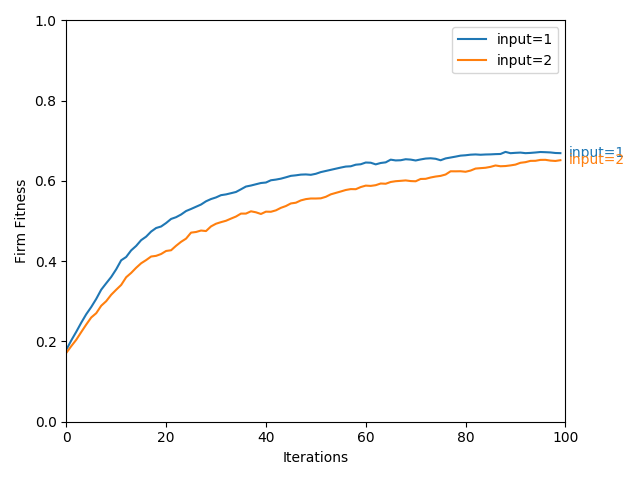 1.0
0.8
0.6
0.4
0.2
0.0
Firm Fitness
0 20 40 60 80 100
Iterations
input=1
input=2
input=1
input=2